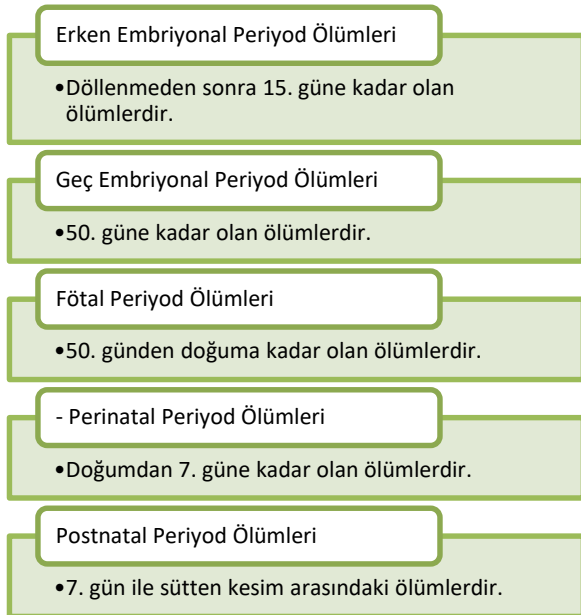 Erken Embriyonal Periyod Ölümleri
•Döllenmeden sonra 15. güne kadar olan
ölümlerdir.
Geç Embriyonal Periyod Ölümleri
•50. güne kadar olan ölümlerdir.
Fötal Periyod Ölümleri
•50. günden doğuma kadar olan ölümlerdir.
- Perinatal Periyod Ölümleri
•Doğumdan 7. güne kadar olan ölümlerdir.
Postnatal Periyod Ölümleri
•7. gün ile sütten kesim arasındaki ölümlerdir.